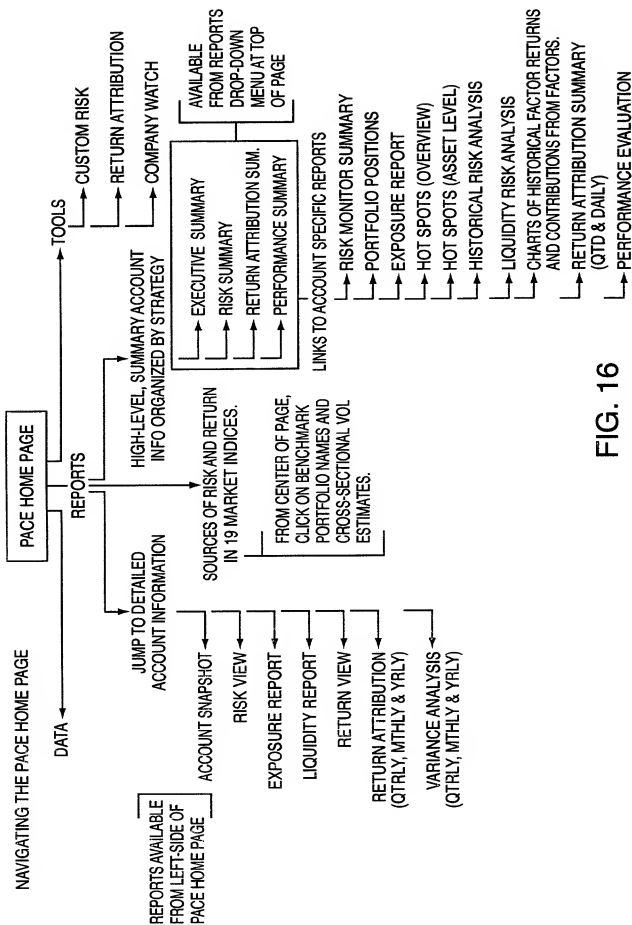 NAVIGATING THE PACE HOME PAGE
PACE HOME PAGE
DATA
REPORTS
TOOLS
CUSTOM RISK
RETURN ATTRIBUTION
COMPANY WATCH
REPORTS AVAILABLE
FROM LEFT-SIDE OF
PACE HOME PAGE
JUMP TO DETAILED
ACCOUNT INFORMATION
ACCOUNT SNAPSHOT
RISK VIEW
EXPOSURE REPORT
LIQUIDITY REPORT
RETURN VIEW
RETURN ATTRIBUTION
(QTRLY, MTHLY & YRLY)
VARIANCE ANALYSIS
(QTRLY, MTHLY & YRLY)
SOURCES OF RISK AND RETURN
IN 19 MARKET INDICES.
FROM CENTER OF PAGE,
CLICK ON BENCHMARK
PORTFOLIO NAMES AND
CROSS-SECTIONAL VOL
ESTIMATES.
HIGH-LEVEL, SUMMARY ACCOUNT
INFO ORGANIZED BY STRATEGY
EXECUTIVE SUMMARY
RISK SUMMARY
RETURN ATTRIBUTION SUM.
PERFORMANCE SUMMARY
AVAILABLE
FROM REPORTS
DROP-DOWN
MENU AT TOP
OF PAGE
LINKS TO ACCOUNT SPECIFIC REPORTS
RISK MONITOR SUMMARY
PORTFOLIO POSITIONS
EXPOSURE REPORT
HOT SPOTS (OVERVIEW)
HOT SPOTS (ASSET LEVEL)
HISTORICAL RISK ANALYSIS
LIQUIDITY RISK ANALYSIS
CHARTS OF HISTORICAL FACTOR RETURNS
AND CONTRIBUTIONS FROM FACTORS.
RETURN ATTRIBUTION SUMMARY
(QTD & DAILY)
PERFORMANCE EVALUATION
FIG. 16